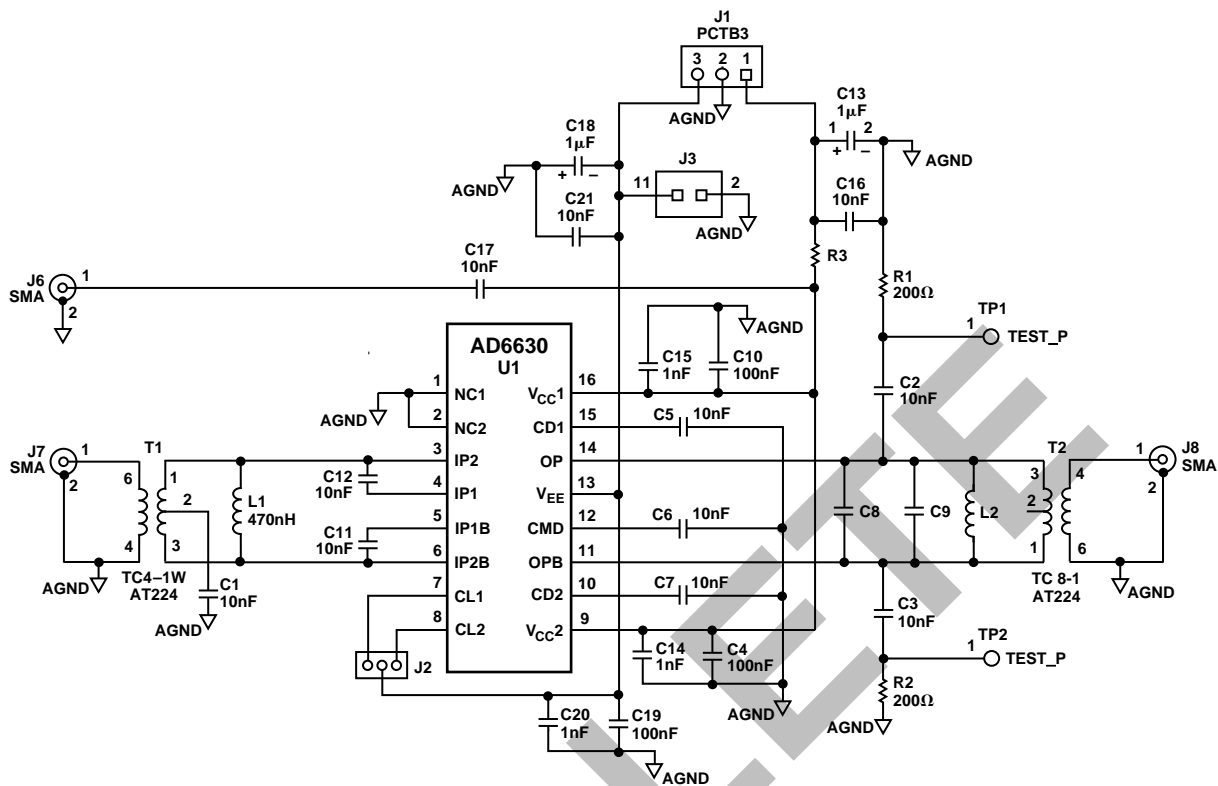 J1
PCTB3
3 2 1
AGND
C13
1μF
1 2
+ −
AGND
C18
1μF
+ −
AGND
J3
11
2
AGND
C16
10nF
C21
10nF
R3
C17
10nF
J6
SMA
1
2
R1
200Ω
TP1
1
TEST_P
AGND
C15
1nF
C10
100nF
C2
10nF
AD6630
U1
1 NC1
2 NC2
3 IP2
4 IP1
5 IP1B
6 IP2B
7 CL1
8 CL2
VCC1 16
CD1 15
OP 14
VEE 13
CMD 12
OPB 11
CD2 10
VCC2 9
AGND
J7
SMA
1
2
T1
6
4
1
2
3
TC4–1W
AT224
AGND
C1
10nF
AGND
L1
470nH
C12
10nF
C11
10nF
J2
C5
10nF
C6
10nF
C7
10nF
C8
C9
L2
T2
3
2
1
4
6
TC 8-1
AT224
J8
SMA
1
2
AGND
C3
10nF
TP2
1
TEST_P
R2
200Ω
AGND
C14
1nF
C4
100nF
AGND
C20
1nF
C19
100nF
AGND
LETE